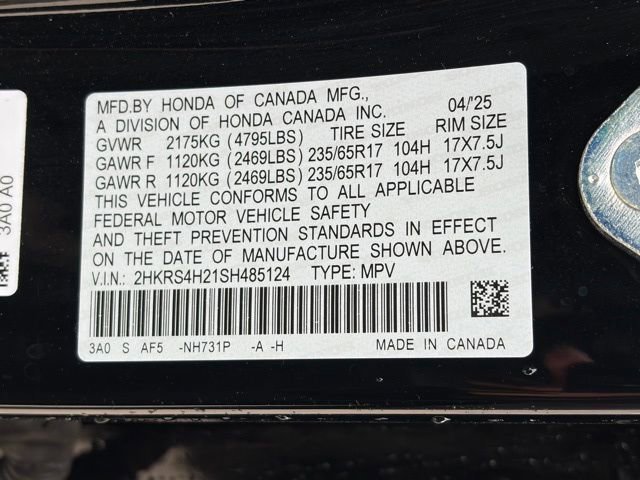 MFD.BY HONDA OF CANADA MFG.,
A DIVISION OF HONDA CANADA INC. 04/'25
GVWR 2175KG (4795LBS) TIRE SIZE RIM SIZE
GAWR F 1120KG (2469LBS) 235/65R17 104H 17X7.5J
GAWR R 1120KG (2469LBS) 235/65R17 104H 17X7.5J
THIS VEHICLE CONFORMS TO ALL APPLICABLE
FEDERAL MOTOR VEHICLE SAFETY
AND THEFT PREVENTION STANDARDS IN EFFECT
ON THE DATE OF MANUFACTURE SHOWN ABOVE.
V.I.N.: 2HKRS4H21SH485124 TYPE: MPV
3A0 S AF5 -NH731P -A -H MADE IN CANADA
3A0 A0